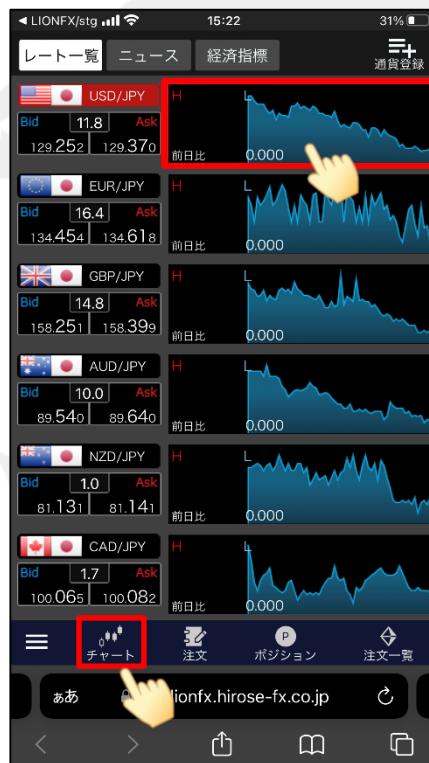 ◀ LIONFX/stg 15:22 31%
レート一覧 ニュース 経済指標 通貨登録
USD/JPY H L
Bid 11.8 Ask
129.252 129.370 前日比 0.000
EUR/JPY H L
Bid 16.4 Ask
134.454 134.618 前日比 0.000
GBP/JPY H L
Bid 14.8 Ask
158.251 158.399 前日比 0.000
AUD/JPY H L
Bid 10.0 Ask
89.540 89.640 前日比 0.000
NZD/JPY H L
Bid 1.0 Ask
81.131 81.141 前日比 0.000
CAD/JPY H L
Bid 1.7 Ask
100.065 100.082 前日比 0.000
チャート 注文 P ポジション 注文一覧
ぁあ lionfx.hirose-fx.co.jp